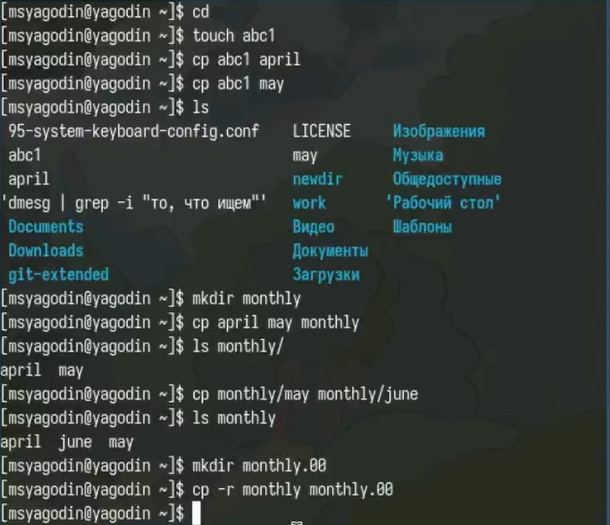 [msyagodin@yagodin ~]$ cd
[msyagodin@yagodin ~]$ touch abc1
[msyagodin@yagodin ~]$ cp abc1 april
[msyagodin@yagodin ~]$ cp abc1 may
[msyagodin@yagodin ~]$ ls
95-system-keyboard-config.conf LICENSE Изображения
abc1 may Музыка
april newdir Общедоступные
'dmesg | grep -i "то, что ищем"' work 'Рабочий стол'
Documents Видео Шаблоны
Downloads Документы
git-extended Загрузки
[msyagodin@yagodin ~]$ mkdir monthly
[msyagodin@yagodin ~]$ cp april may monthly
[msyagodin@yagodin ~]$ ls monthly/
april may
[msyagodin@yagodin ~]$ cp monthly/may monthly/june
[msyagodin@yagodin ~]$ ls monthly
april june may
[msyagodin@yagodin ~]$ mkdir monthly.00
[msyagodin@yagodin ~]$ cp -r monthly monthly.00
[msyagodin@yagodin ~]$